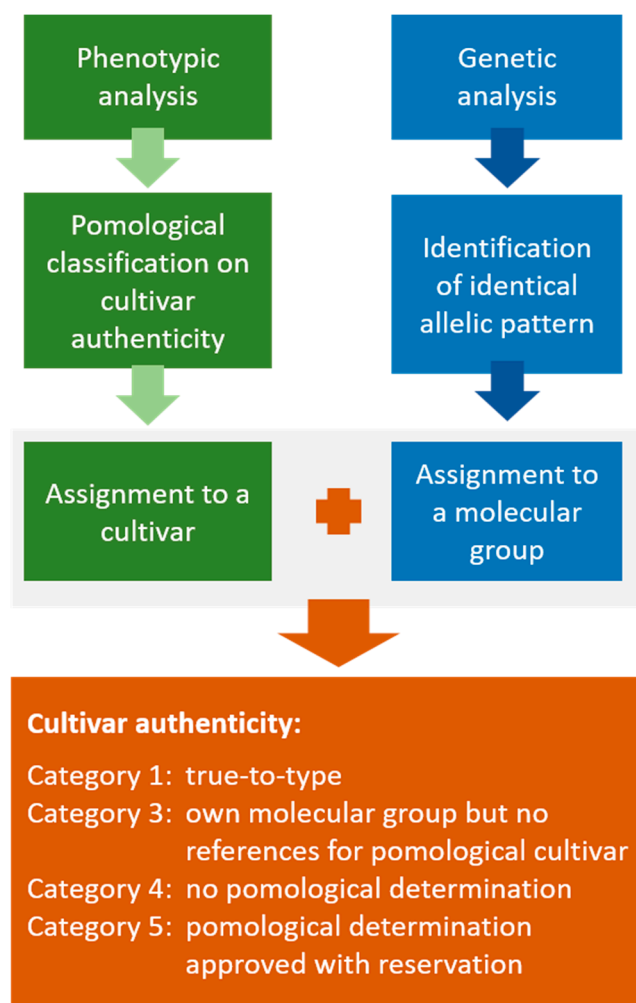 Phenotypic
analysis
Genetic
analysis
Pomological
classification on
cultivar
authenticity
Identification
of identical
allelic pattern
Assignment to a
cultivar
Assignment to
a molecular
group
Cultivar authenticity:
Category 1: true-to-type
Category 3: own molecular group but no
references for pomological cultivar
Category 4: no pomological determination
Category 5: pomological determination
approved with reservation